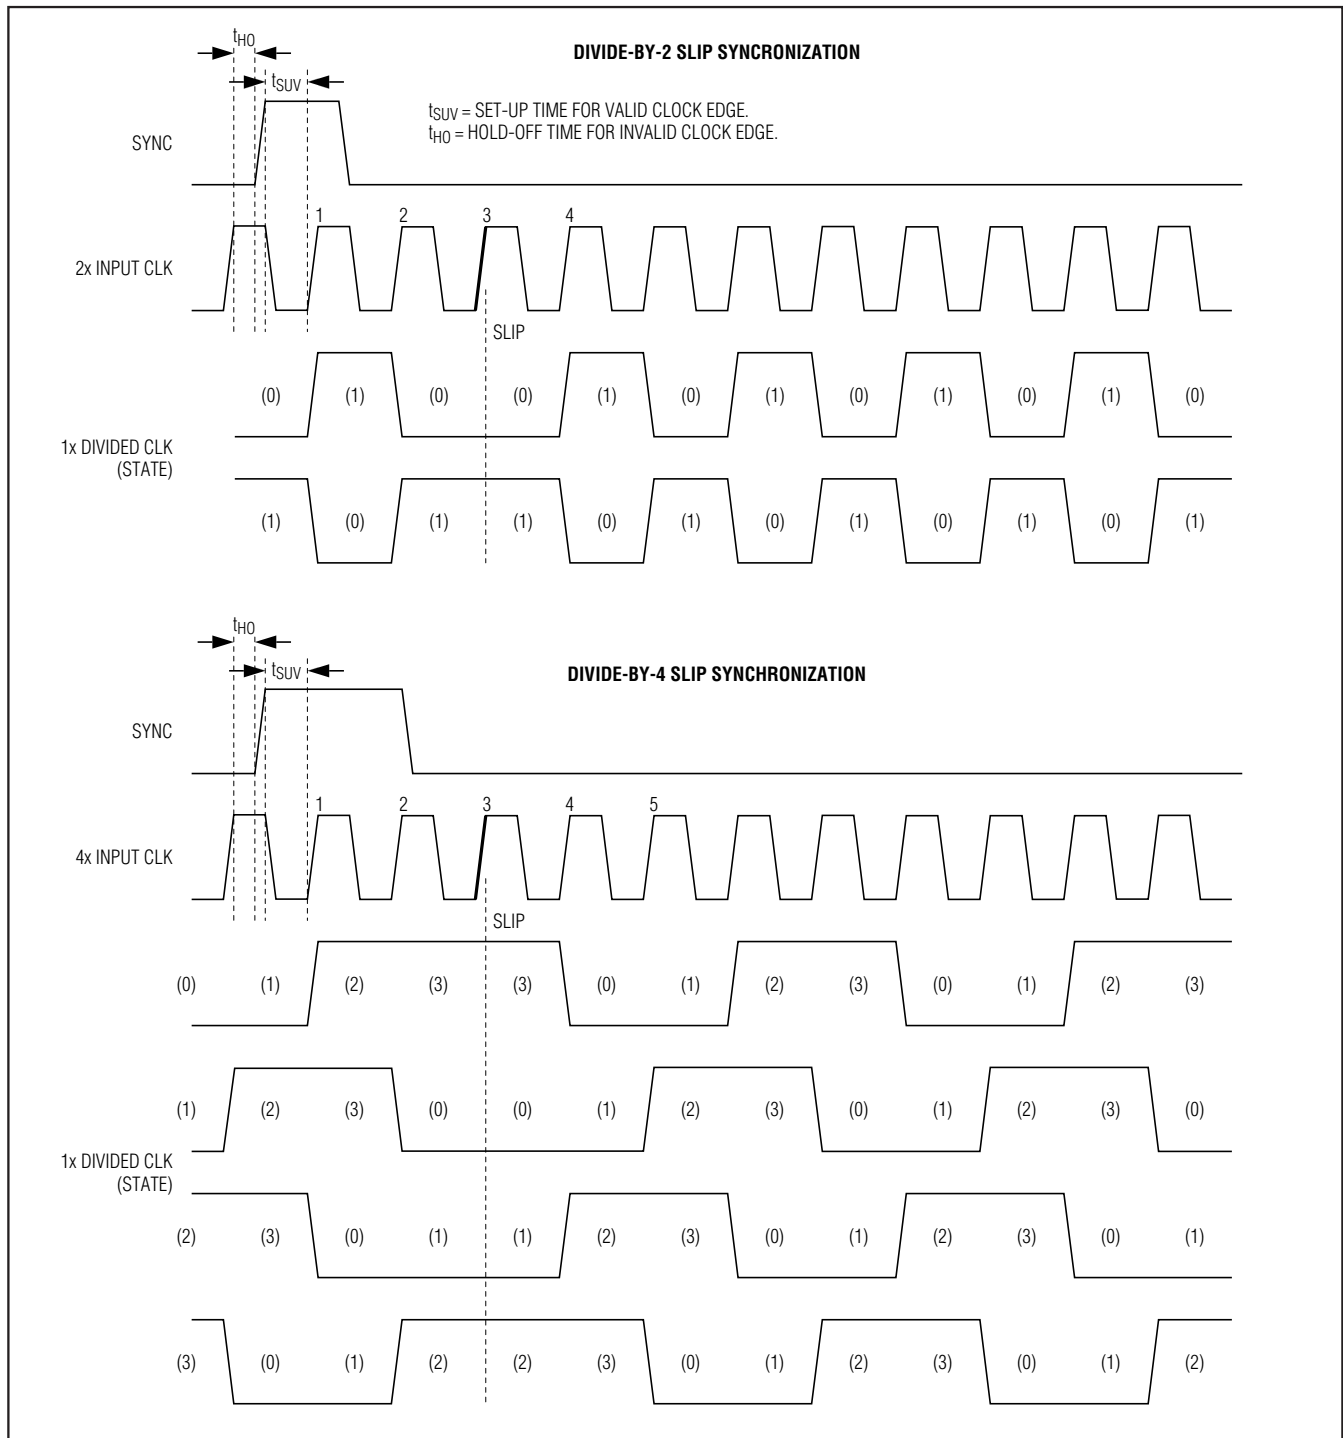 tHO
DIVIDE-BY-2 SLIP SYNCRONIZATION
tSUV
tSUV = SET-UP TIME FOR VALID CLOCK EDGE.
tHO = HOLD-OFF TIME FOR INVALID CLOCK EDGE.
SYNC
1 2 3 4
2x INPUT CLK
SLIP
(0) (1) (0) (0) (1) (0) (1) (0) (1) (0) (1) (0)
1x DIVIDED CLK
(STATE)
(1) (0) (1) (1) (0) (1) (0) (1) (0) (1) (0) (1)
tHO
tSUV
DIVIDE-BY-4 SLIP SYNCHRONIZATION
SYNC
1 2 3 4 5
4x INPUT CLK
SLIP
(0) (1) (2) (3) (3) (0) (1) (2) (3) (0) (1) (2) (3)
(1) (2) (3) (0) (0) (1) (2) (3) (0) (1) (2) (3) (0)
1x DIVIDED CLK
(STATE)
(2) (3) (0) (1) (1) (2) (3) (0) (1) (2) (3) (0) (1)
(3) (0) (1) (2) (2) (3) (0) (1) (2) (3) (0) (1) (2)